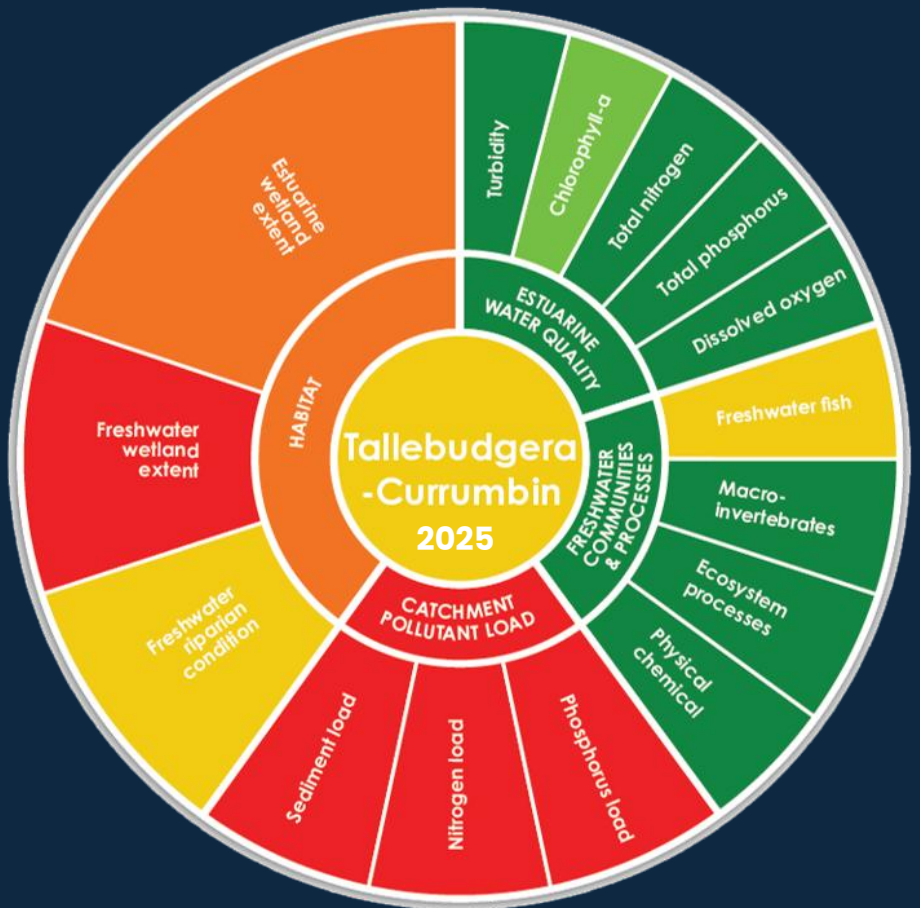 Tallebudgera
-Currumbin
2025
ESTUARINE
WATER QUALITY
Turbidity
Chlorophyll-a
Total nitrogen
Total phosphorus
Dissolved oxygen
FRESHWATER
COMMUNITIES
& PROCESSES
Freshwater fish
Macro-
invertebrates
Ecosystem
processes
Physical
chemical
CATCHMENT
POLLUTANT LOAD
Phosphorus load
Nitrogen load
Sediment load
HABITAT
Freshwater
riparian
condition
Freshwater
wetland
extent
Estuarine
wetland
extent